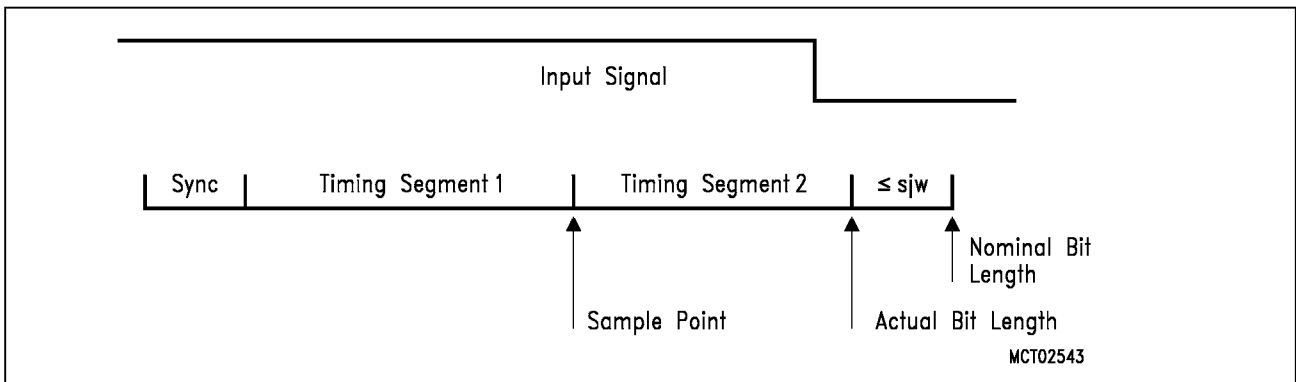 Input Signal
Sync Timing Segment 1 Timing Segment 2 ≤ sjw
Nominal Bit
Length
Sample Point Actual Bit Length
MCT02543